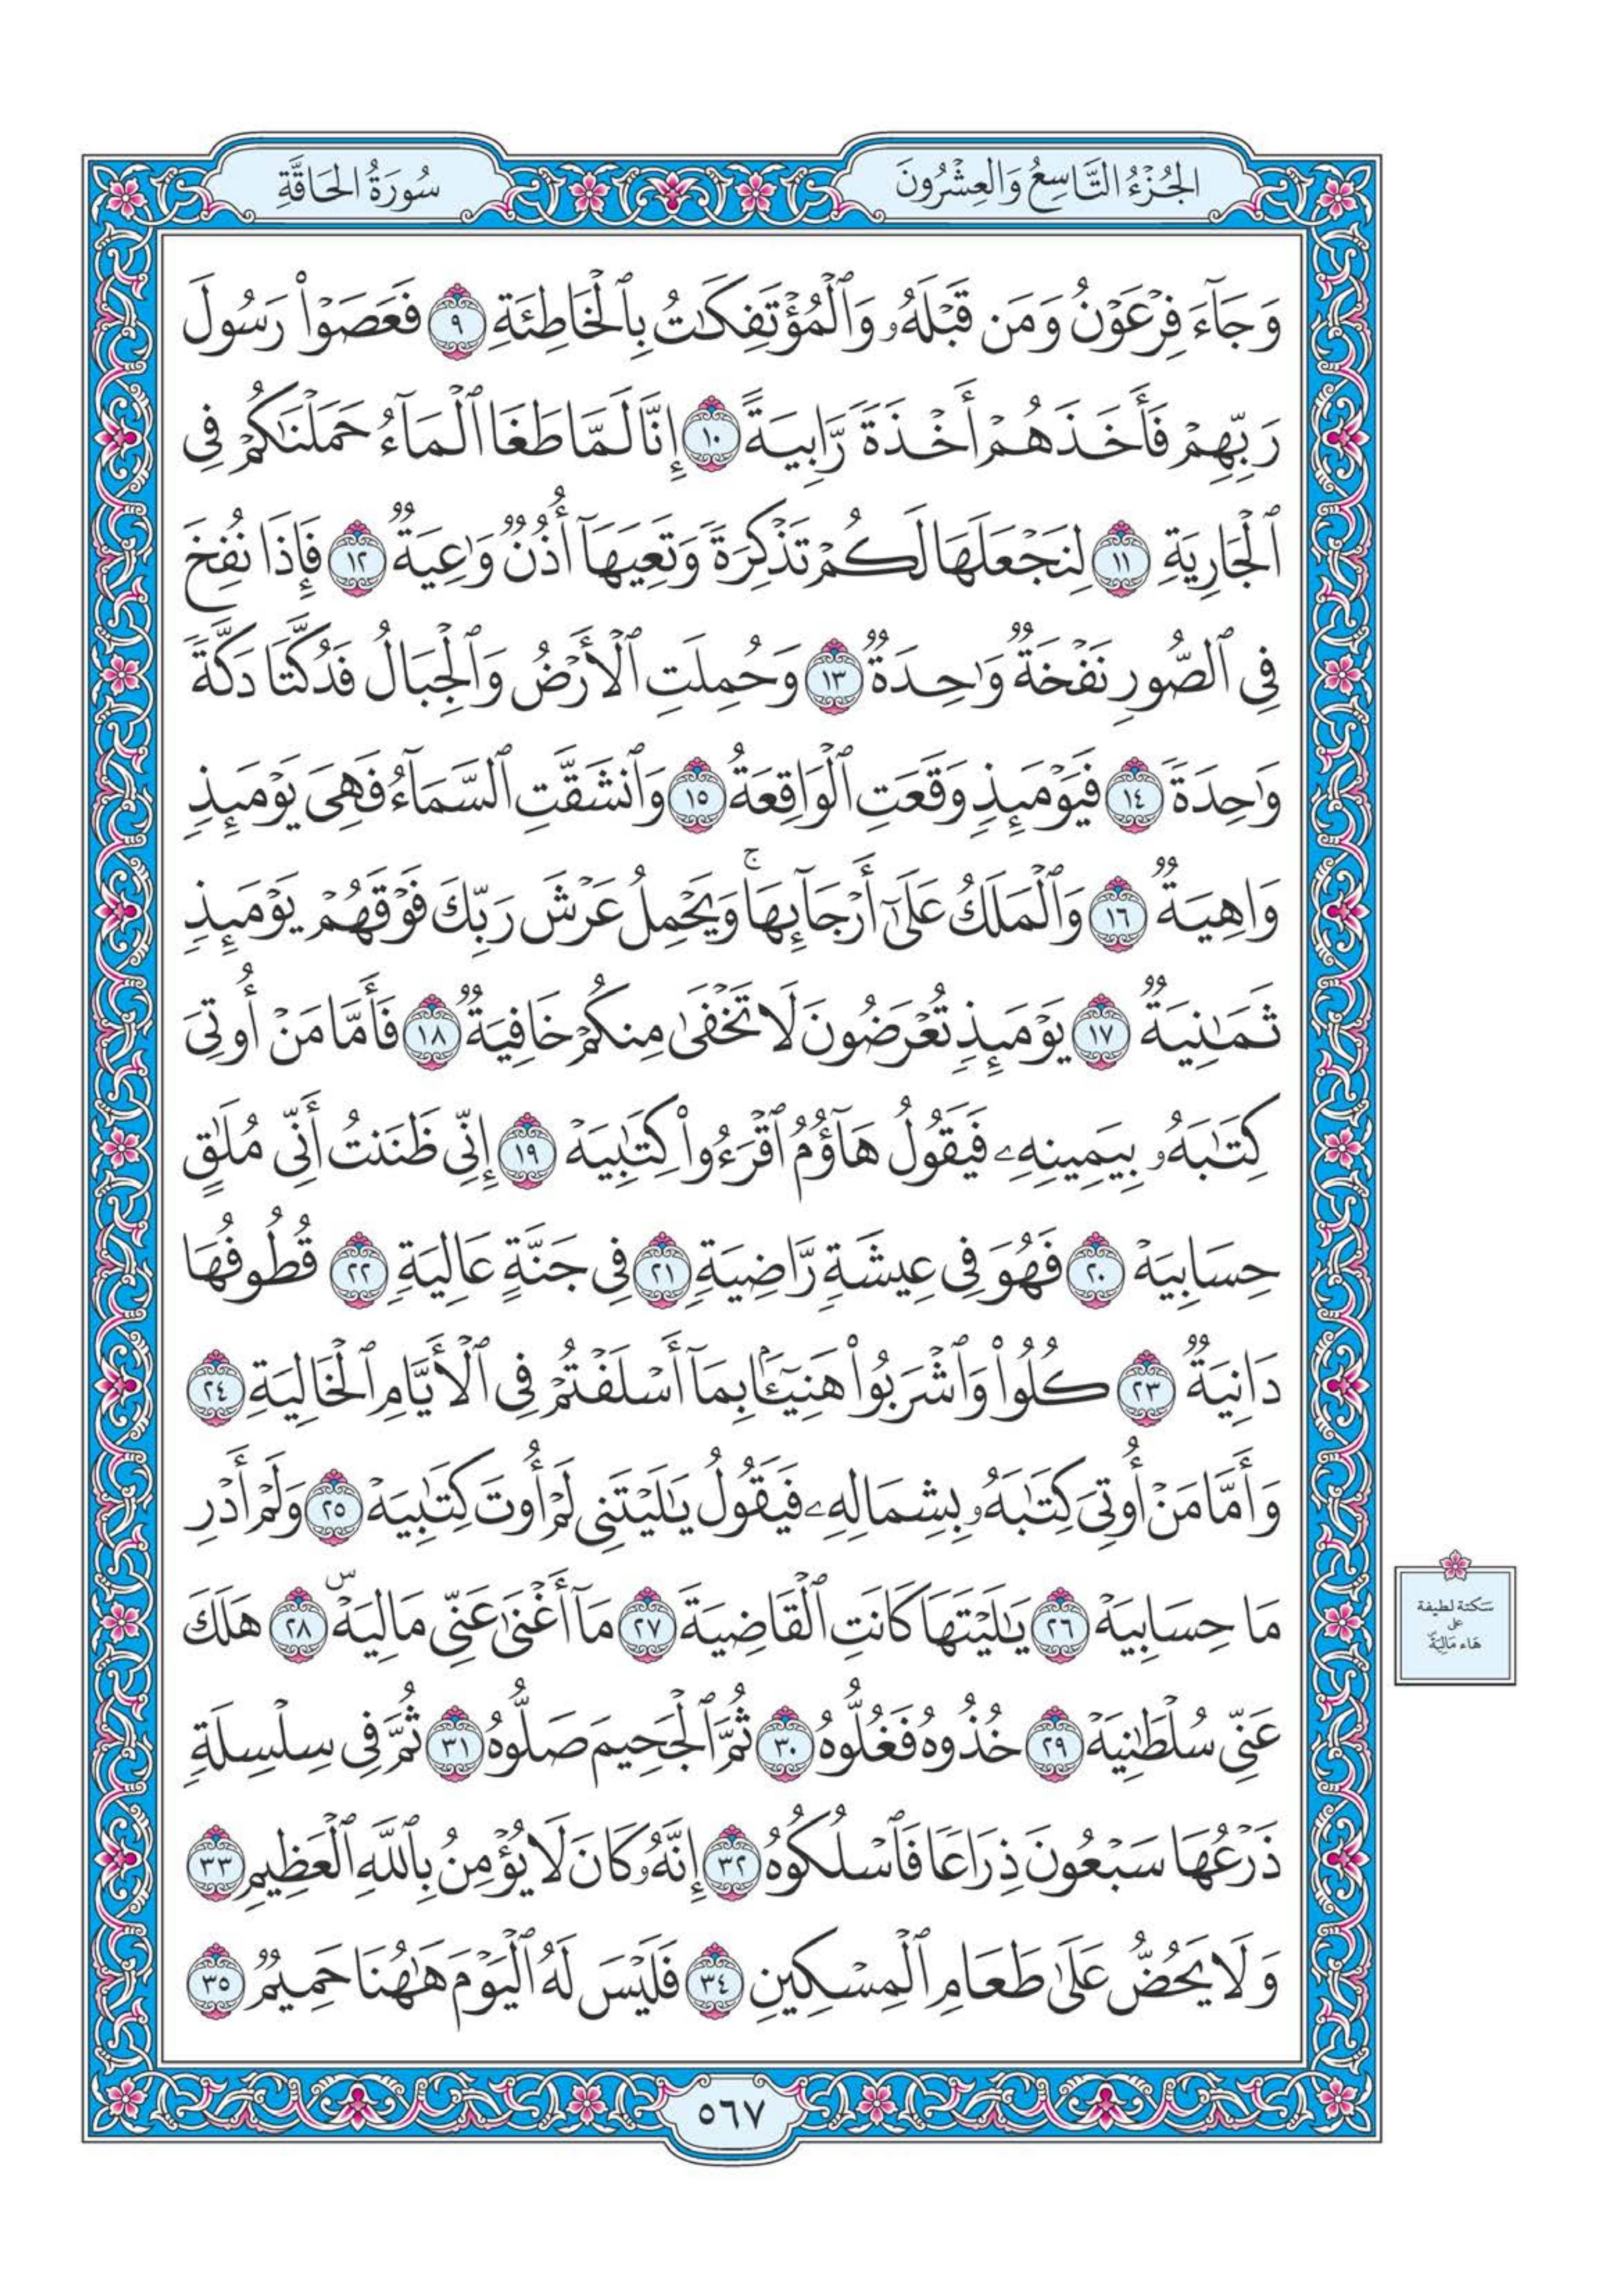 الجُزْءُ التَّاسِعُ وَالعِشْرُونَ
سُورَةُ الحَاقَّةِ
وَجَآءَ فِرْعَوْنُ وَمَن قَبْلَهُۥ وَٱلْمُؤْتَفِكَٰتُ بِٱلْخَاطِئَةِ ٩ فَعَصَوْا۟ رَسُولَ
رَبِّهِمْ فَأَخَذَهُمْ أَخْذَةً رَّابِيَةً ١٠ إِنَّا لَمَّا طَغَا ٱلْمَآءُ حَمَلْنَٰكُمْ فِى
ٱلْجَارِيَةِ ١١ لِنَجْعَلَهَا لَكُمْ تَذْكِرَةً وَتَعِيَهَآ أُذُنٌ وَٰعِيَةٌ ١٢ فَإِذَا نُفِخَ
فِى ٱلصُّورِ نَفْخَةٌ وَٰحِدَةٌ ١٣ وَحُمِلَتِ ٱلْأَرْضُ وَٱلْجِبَالُ فَدُكَّتَا دَكَّةً
وَٰحِدَةً ١٤ فَيَوْمَئِذٍ وَقَعَتِ ٱلْوَاقِعَةُ ١٥ وَٱنشَقَّتِ ٱلسَّمَآءُ فَهِىَ يَوْمَئِذٍ
وَاهِيَةٌ ١٦ وَٱلْمَلَكُ عَلَىٰٓ أَرْجَآئِهَا ۚ وَيَحْمِلُ عَرْشَ رَبِّكَ فَوْقَهُمْ يَوْمَئِذٍ
ثَمَٰنِيَةٌ ١٧ يَوْمَئِذٍ تُعْرَضُونَ لَا تَخْفَىٰ مِنكُمْ خَافِيَةٌ ١٨ فَأَمَّا مَنْ أُوتِىَ
كِتَٰبَهُۥ بِيَمِينِهِۦ فَيَقُولُ هَآؤُمُ ٱقْرَءُوا۟ كِتَٰبِيَهْ ١٩ إِنِّى ظَنَنتُ أَنِّى مُلَٰقٍ
حِسَابِيَهْ ٢٠ فَهُوَ فِى عِيشَةٍ رَّاضِيَةٍ ٢١ فِى جَنَّةٍ عَالِيَةٍ ٢٢ قُطُوفُهَا
دَانِيَةٌ ٢٣ كُلُوا۟ وَٱشْرَبُوا۟ هَنِيٓـًٔۢا بِمَآ أَسْلَفْتُمْ فِى ٱلْأَيَّامِ ٱلْخَالِيَةِ ٢٤
وَأَمَّا مَنْ أُوتِىَ كِتَٰبَهُۥ بِشِمَالِهِۦ فَيَقُولُ يَٰلَيْتَنِى لَمْ أُوتَ كِتَٰبِيَهْ ٢٥ وَلَمْ أَدْرِ
مَا حِسَابِيَهْ ٢٦ يَٰلَيْتَهَا كَانَتِ ٱلْقَاضِيَةَ ٢٧ مَآ أَغْنَىٰ عَنِّى مَالِيَهْ ۜ ٢٨ هَلَكَ
عَنِّى سُلْطَٰنِيَهْ ٢٩ خُذُوهُ فَغُلُّوهُ ٣٠ ثُمَّ ٱلْجَحِيمَ صَلُّوهُ ٣١ ثُمَّ فِى سِلْسِلَةٍ
ذَرْعُهَا سَبْعُونَ ذِرَاعًا فَٱسْلُكُوهُ ٣٢ إِنَّهُۥ كَانَ لَا يُؤْمِنُ بِٱللَّهِ ٱلْعَظِيمِ ٣٣
وَلَا يَحُضُّ عَلَىٰ طَعَامِ ٱلْمِسْكِينِ ٣٤ فَلَيْسَ لَهُ ٱلْيَوْمَ هَٰهُنَا حَمِيمٌ ٣٥
سَكتة لطيفة
على
هَاء مَالِيَهْۜ
٥٦٧